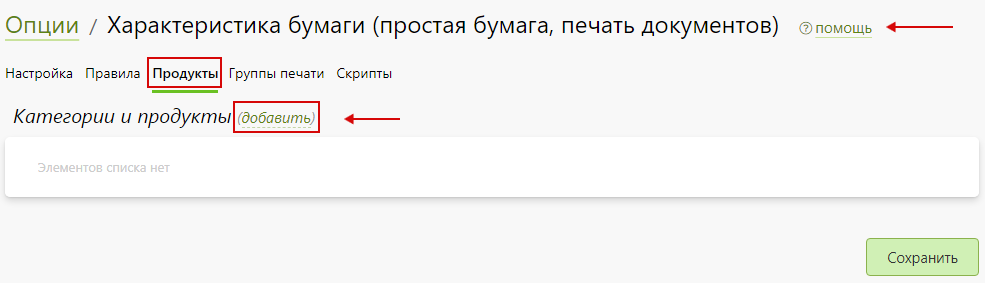 Опции / Характеристика бумаги (простая бумага, печать документов) ? помощь
Настройка Правила Продукты Группы печати Скрипты
Категории и продукты (добавить)
Элементов списка нет
Сохранить